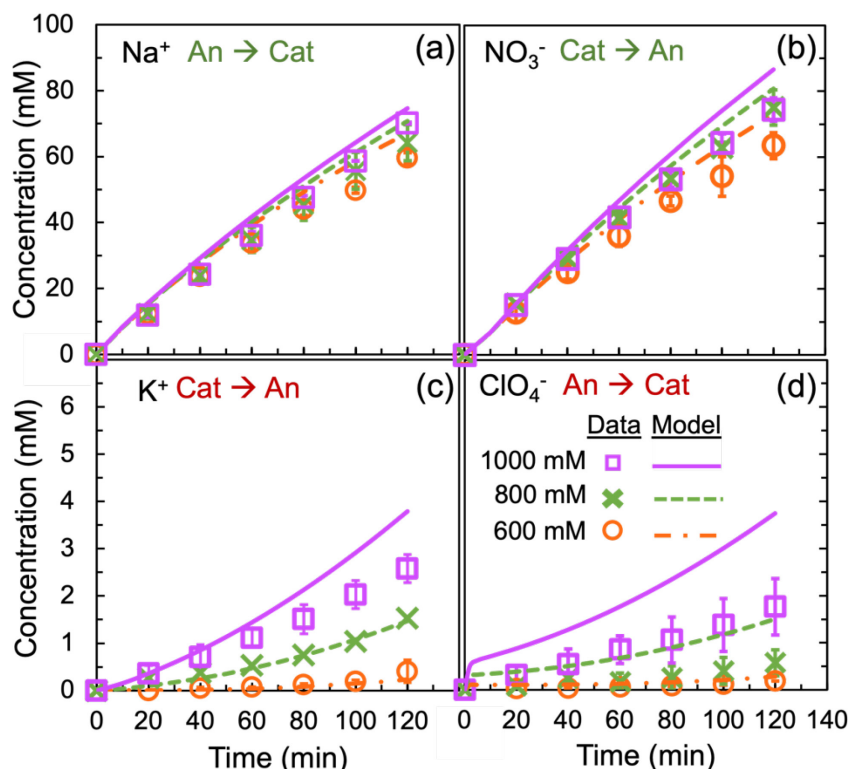 100
80
60
40
20
0
Concentration (mM)
Na⁺ An → Cat (a)
NO₃⁻ Cat → An (b)
6
5
4
3
2
1
0
Concentration (mM)
K⁺ Cat → An (c)
ClO₄⁻ An → Cat (d)
Data Model
1000 mM
800 mM
600 mM
0 20 40 60 80 100 120
0 20 40 60 80 100 120 140
Time (min)
Time (min)